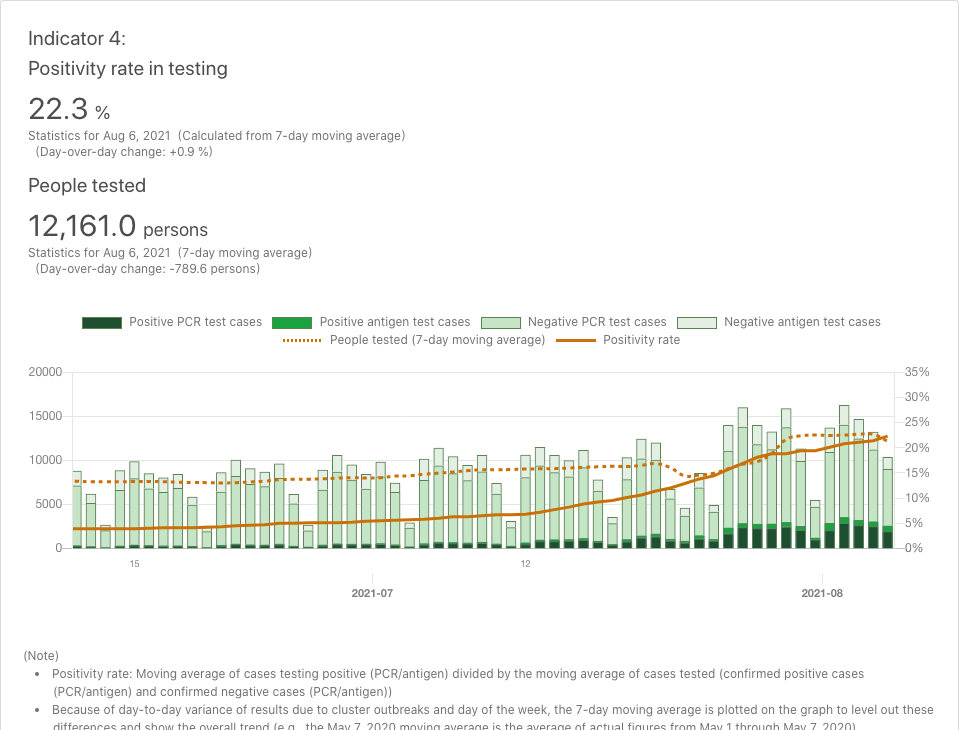 Indicator 4:
Positivity rate in testing
22.3 %
Statistics for Aug 6, 2021 (Calculated from 7-day moving average)
(Day-over-day change: +0.9 %)
People tested
12,161.0 persons
Statistics for Aug 6, 2021 (7-day moving average)
(Day-over-day change: -789.6 persons)
Positive PCR test cases Positive antigen test cases Negative PCR test cases Negative antigen test cases
People tested (7-day moving average) Positivity rate
20000 35%
30%
15000
25%
10000 20%
15%
5000 10%
5%
0 0%
15 12
2021-07 2021-08
(Note)
• Positivity rate: Moving average of cases testing positive (PCR/antigen) divided by the moving average of cases tested (confirmed positive cases
(PCR/antigen) and confirmed negative cases (PCR/antigen))
• Because of day-to-day variance of results due to cluster outbreaks and day of the week, the 7-day moving average is plotted on the graph to level out these
differences and show the overall trend (e.g., the May 7, 2020 moving average is the average of actual figures from May 1 through May 7, 2020)